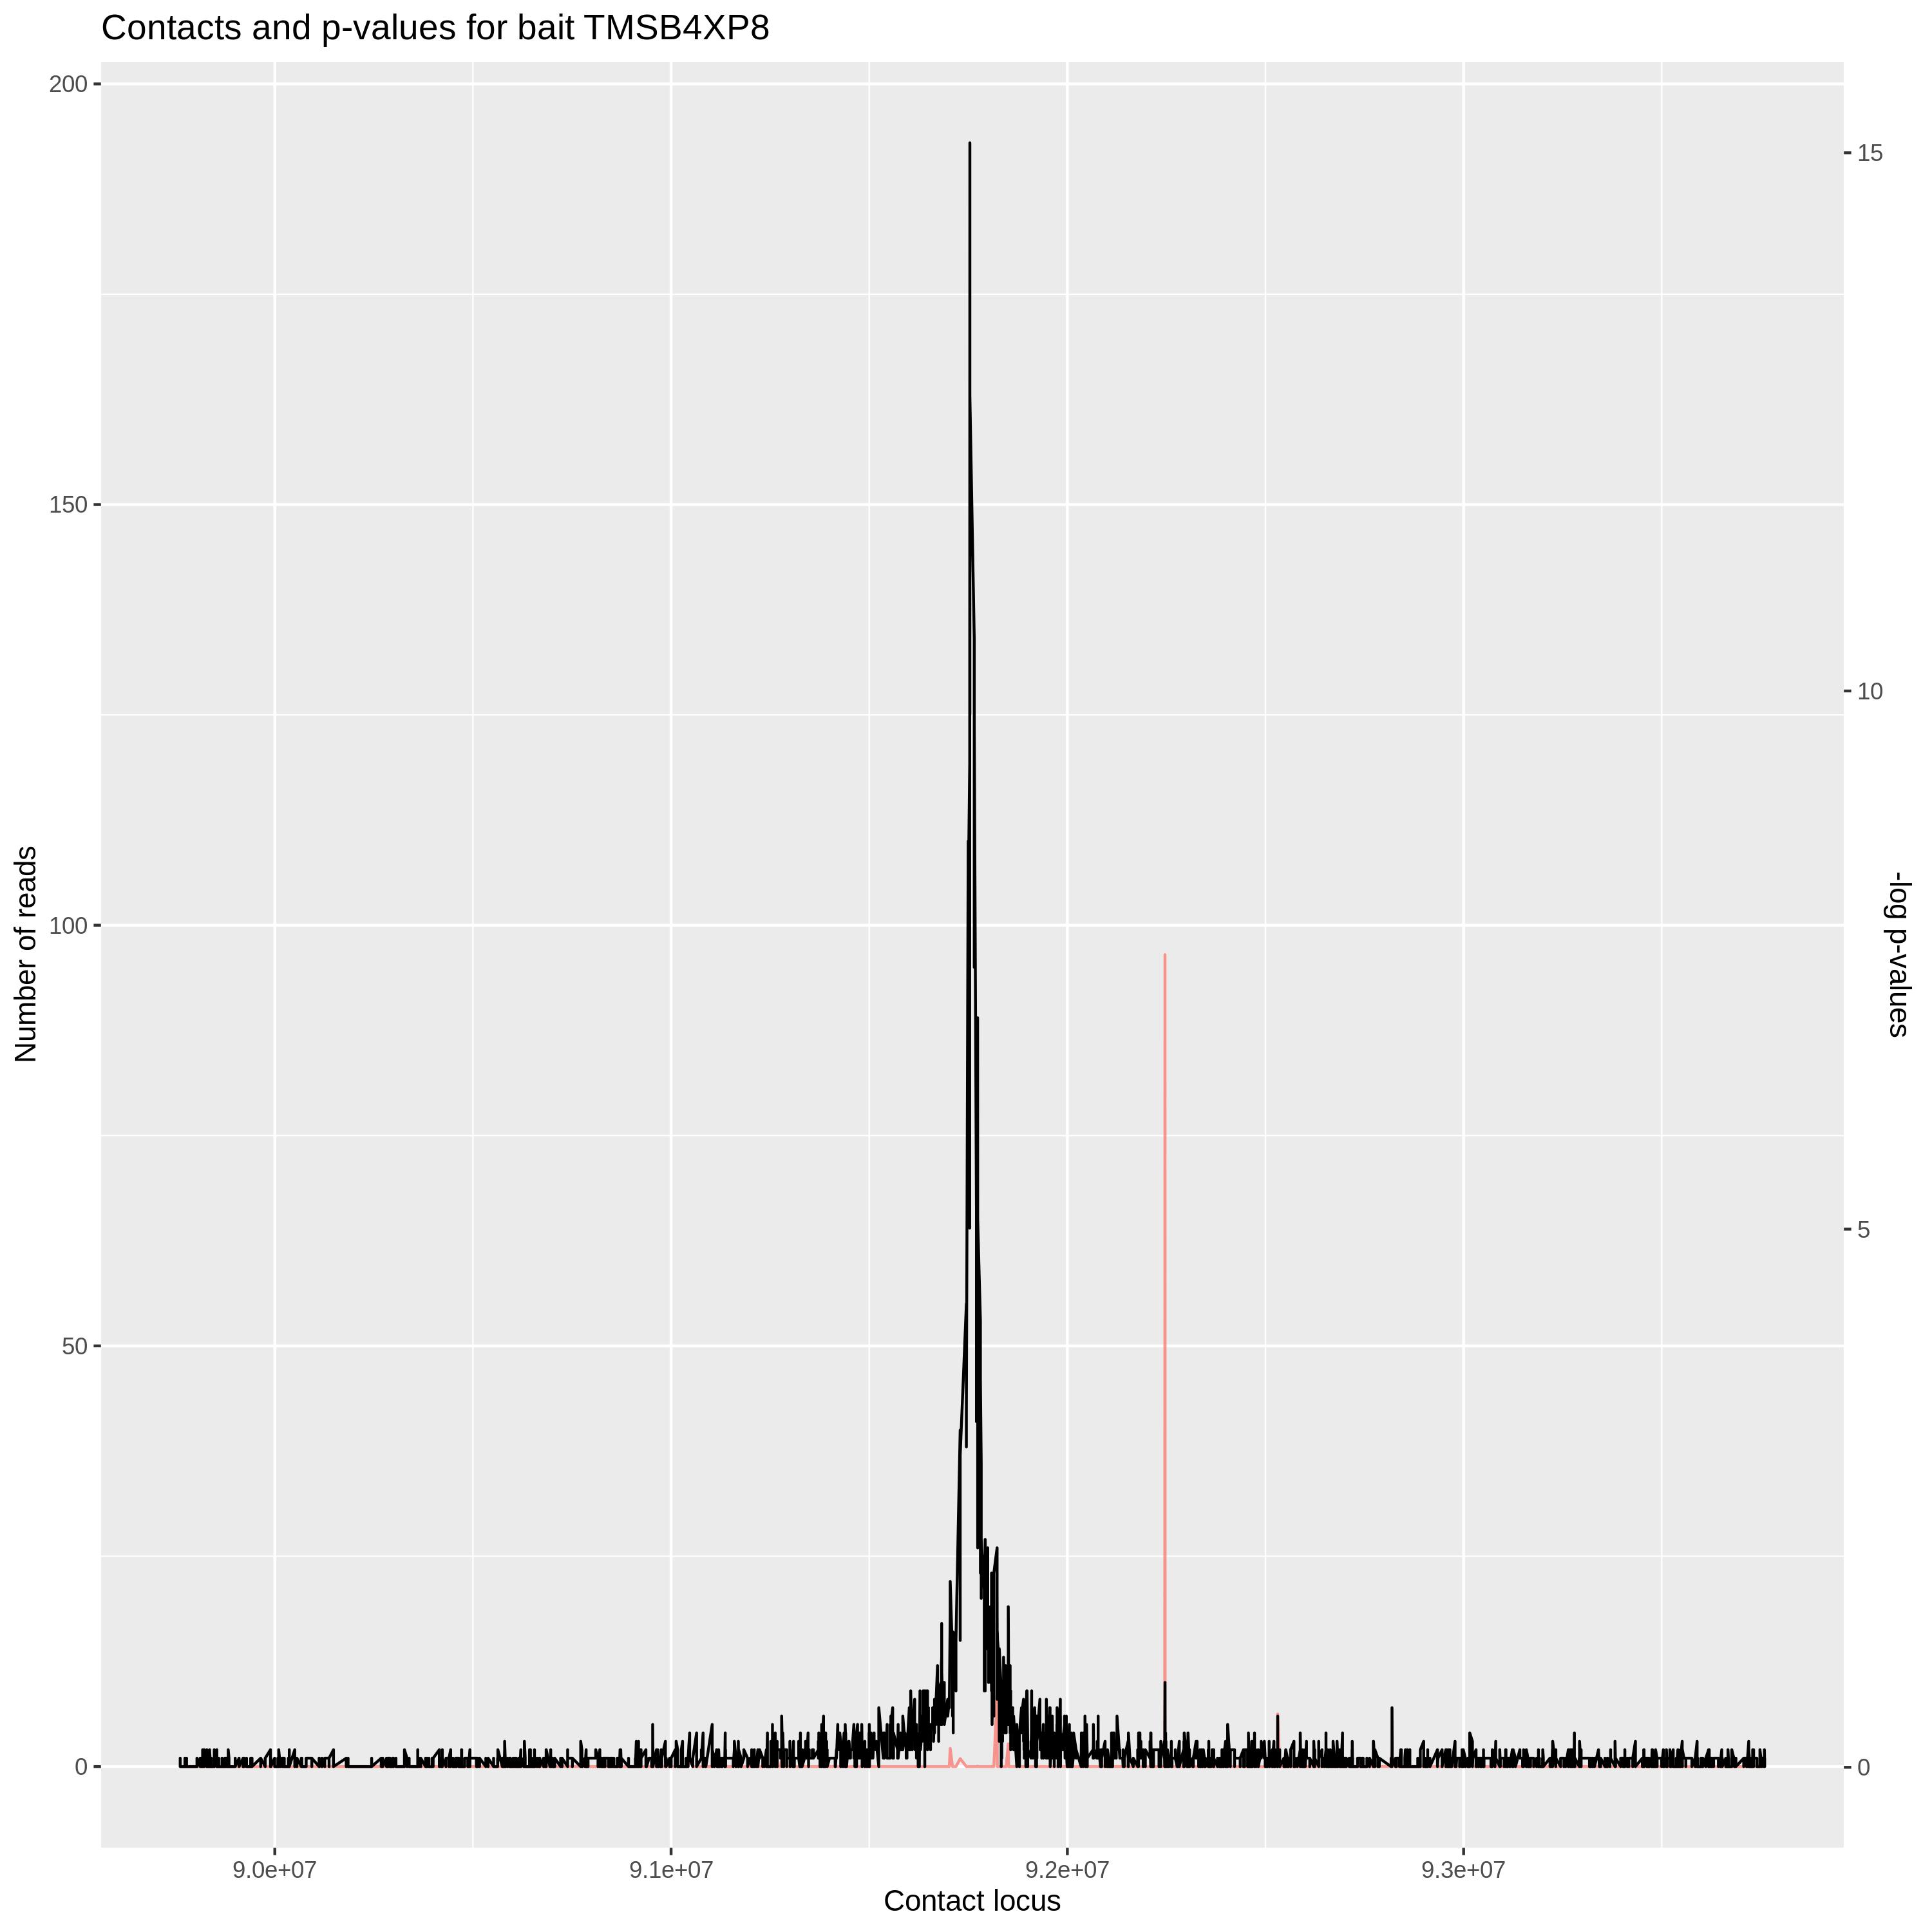 Contacts and p-values for bait TMSB4XP8
200
150
100
50
0
Number of reads
15
10
5
0
-log p-values
9.0e+07
9.1e+07
9.2e+07
9.3e+07
Contact locus